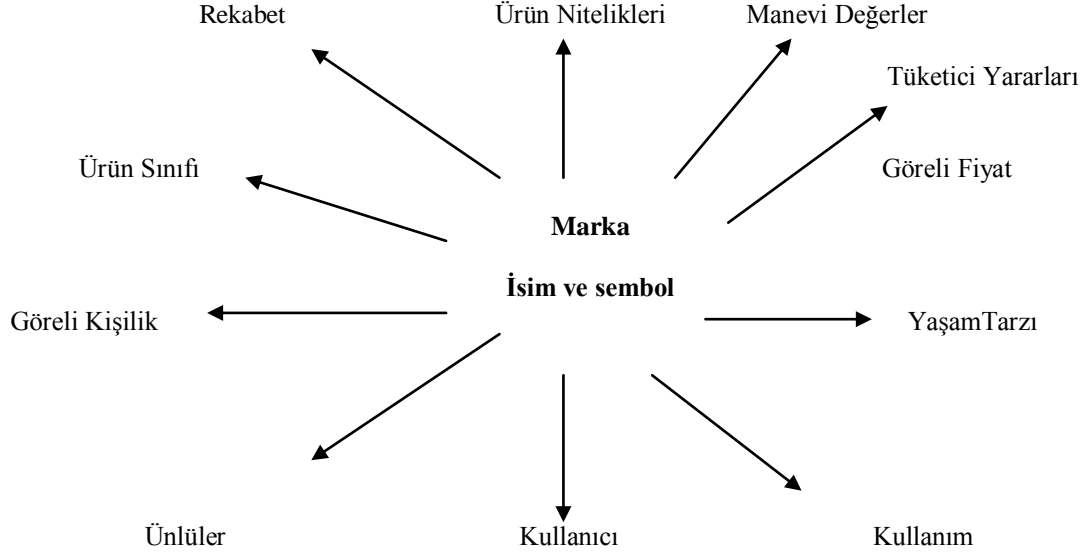 Rekabet
Ürün Nitelikleri
Manevi Değerler
Tüketici Yararları
Ürün Sınıfı
Göreli Fiyat
Marka
İsim ve sembol
Göreli Kişilik
YaşamTarzı
Ünlüler
Kullanıcı
Kullanım